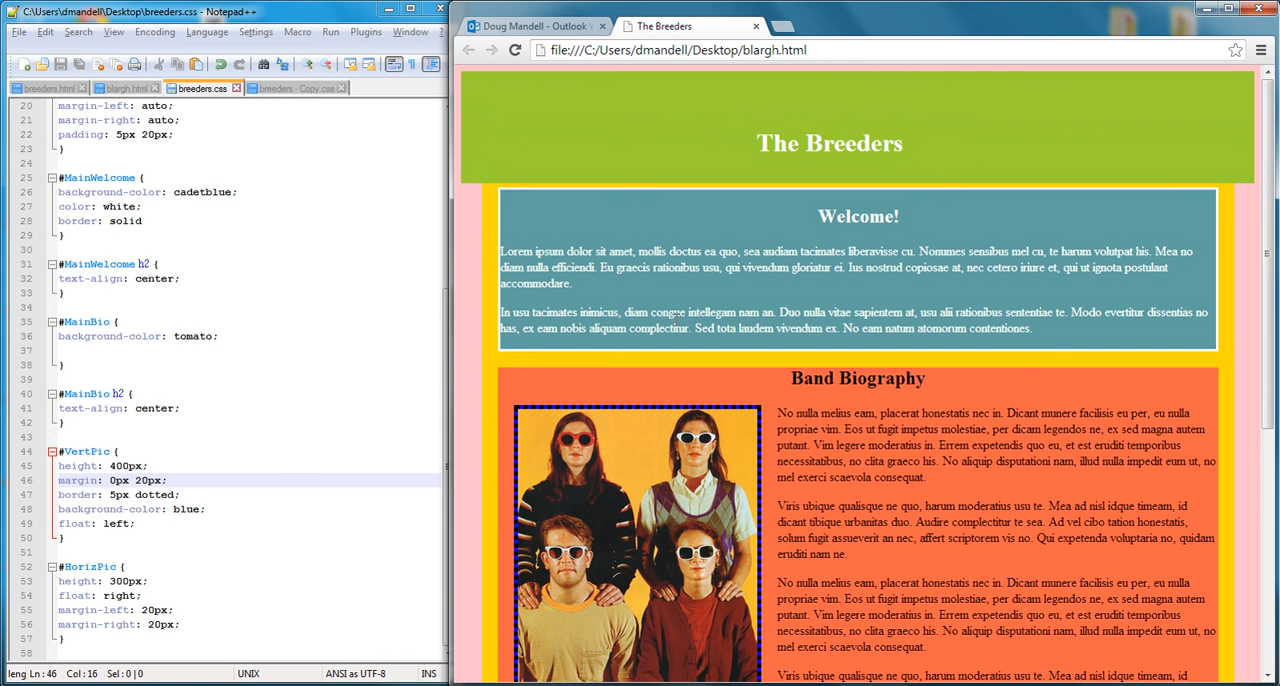 C:\Users\dmandell\Desktop\breeders.css - Notepad++
File Edit Search View Encoding Language Settings Macro Run Plugins Window ?
breeders.html blargh.html breeders.css breeders - Copy.css
20 margin-left: auto;
21 margin-right: auto;
22 padding: 5px 20px;
23 }
24
25 #MainWelcome {
26 background-color: cadetblue;
27 color: white;
28 border: solid
29 }
30
31 #MainWelcome h2 {
32 text-align: center;
33 }
34
35 #MainBio {
36 background-color: tomato;
37
38 }
39
40 #MainBio h2 {
41 text-align: center;
42 }
43
44 #VertPic {
45 height: 400px;
46 margin: 0px 20px;
47 border: 5px dotted;
48 background-color: blue;
49 float: left;
50 }
51
52 #HorizPic {
53 height: 300px;
54 float: right;
55 margin-left: 20px;
56 margin-right: 20px;
57 }
58
leng Ln : 46 Col : 16 Sel : 0 | 0 UNIX ANSI as UTF-8 INS
Doug Mandell - Outlook The Breeders
file:///C:/Users/dmandell/Desktop/blargh.html
The Breeders
Welcome!
Lorem ipsum dolor sit amet, mollis doctus ea quo, sea audiam tacimates liberavisse cu. Nonumes sensibus mel cu, te harum volutpat his. Mea no
diam nulla efficiendi. Eu graecis rationibus usu, qui vivendum gloriatur ei. Ius nostrud copiosae at, nec cetero iriure et, qui ut ignota postulant
accommodare.
In usu tacimates inimicus, diam congue intellegam nam an. Duo nulla vitae sapientem at, usu alii rationibus sententiae te. Modo evertitur dissentias no
has, ex eam nobis aliquam complectitur. Sed tota laudem vivendum ex. No eam natum atomorum contentiones.
Band Biography
No nulla melius eam, placerat honestatis nec in. Dicant munere facilisis eu per, eu nulla
propriae vim. Eos ut fugit impetus molestiae, per dicam legendos ne, ex sed magna autem
putant. Vim legere moderatius in. Errem expetendis quo eu, et est eruditi temporibus
necessitatibus, no clita graeco his. No aliquip disputationi nam, illud nulla impedit eum ut, no
mel exerci scaevola consequat.
Viris ubique qualisque ne quo, harum moderatius usu te. Mea ad nisl idque timeam, id
dicant tibique urbanitas duo. Audire complectitur te sea. Ad vel cibo tation honestatis,
solum fugit assueverit an nec, affert scriptorem vis no. Qui expetenda voluptaria no, quidam
eruditi nam ne.
No nulla melius eam, placerat honestatis nec in. Dicant munere facilisis eu per, eu nulla
propriae vim. Eos ut fugit impetus molestiae, per dicam legendos ne, ex sed magna autem
putant. Vim legere moderatius in. Errem expetendis quo eu, et est eruditi temporibus
necessitatibus, no clita graeco his. No aliquip disputationi nam, illud nulla impedit eum ut, no
mel exerci scaevola consequat.
Viris ubique qualisque ne quo, harum moderatius usu te. Mea ad nisl idque timeam, id